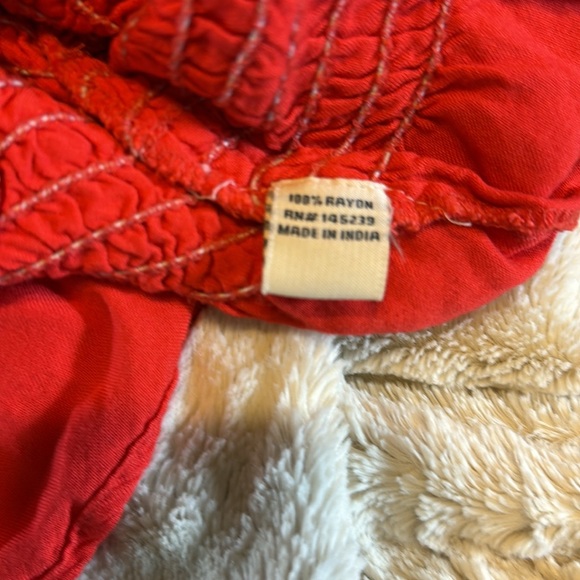 100% RAYON
RN# 145239
MADE IN INDIA